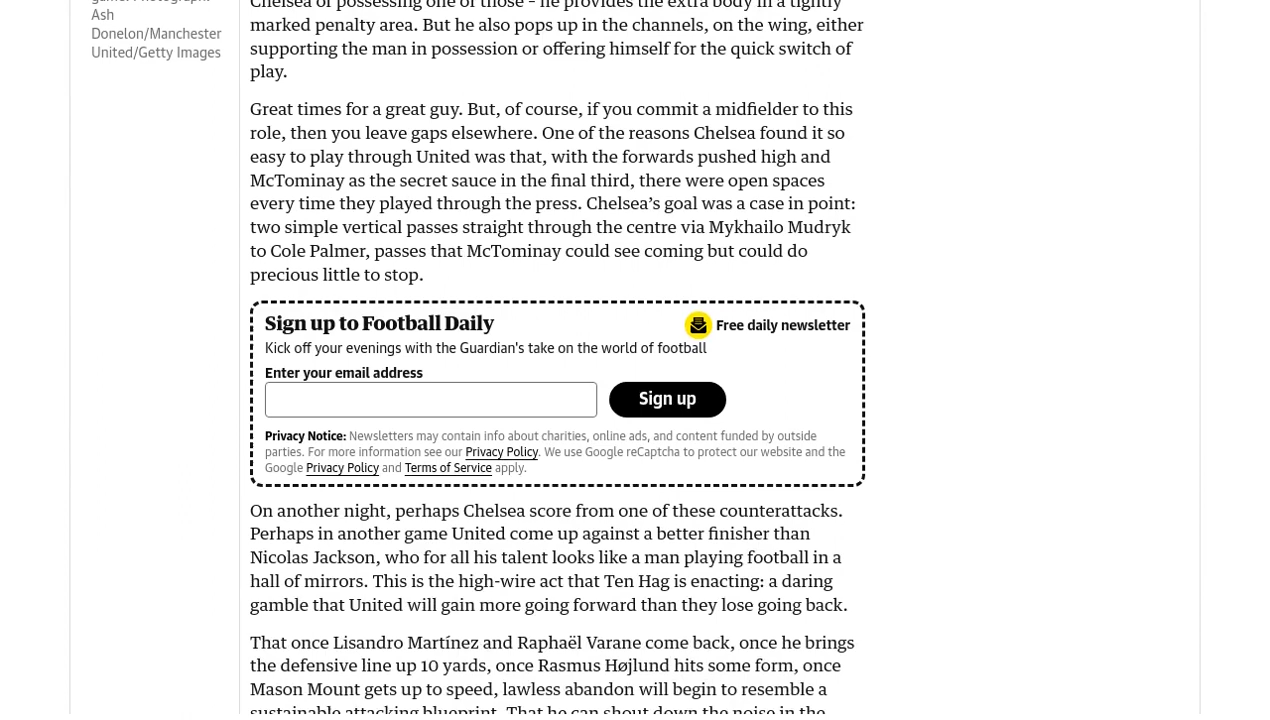 Ash
Donelon/Manchester
United/Getty Images
marked penalty area. But he also pops up in the channels, on the wing, either
supporting the man in possession or offering himself for the quick switch of
play.
Great times for a great guy. But, of course, if you commit a midfielder to this
role, then you leave gaps elsewhere. One of the reasons Chelsea found it so
easy to play through United was that, with the forwards pushed high and
McTominay as the secret sauce in the final third, there were open spaces
every time they played through the press. Chelsea’s goal was a case in point:
two simple vertical passes straight through the centre via Mykhailo Mudryk
to Cole Palmer, passes that McTominay could see coming but could do
precious little to stop.
Sign up to Football Daily
Free daily newsletter
Kick off your evenings with the Guardian's take on the world of football
Enter your email address
Sign up
Privacy Notice: Newsletters may contain info about charities, online ads, and content funded by outside
parties. For more information see our Privacy Policy. We use Google reCaptcha to protect our website and the
Google Privacy Policy and Terms of Service apply.
On another night, perhaps Chelsea score from one of these counterattacks.
Perhaps in another game United come up against a better finisher than
Nicolas Jackson, who for all his talent looks like a man playing football in a
hall of mirrors. This is the high-wire act that Ten Hag is enacting: a daring
gamble that United will gain more going forward than they lose going back.
That once Lisandro Martínez and Raphaël Varane come back, once he brings
the defensive line up 10 yards, once Rasmus Højlund hits some form, once
Mason Mount gets up to speed, lawless abandon will begin to resemble a
sustainable attacking blueprint. That he can shout down the noise in the